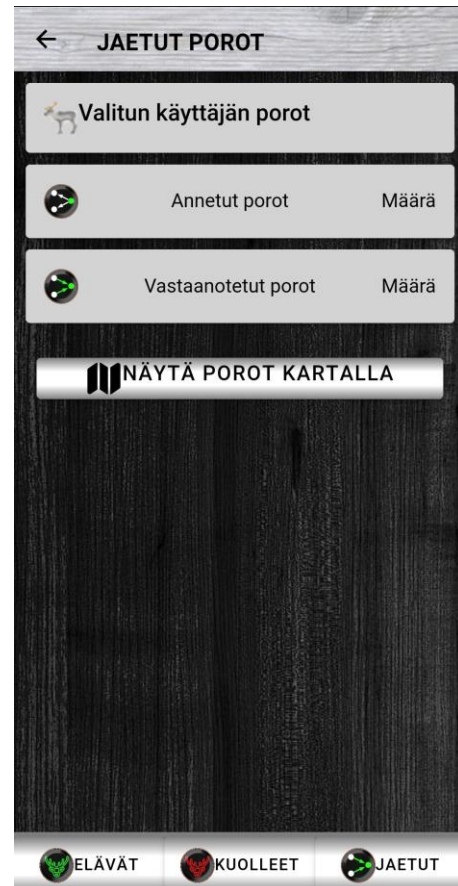 JAETUT POROT
Valitun käyttäjän porot
Annetut porot Määrä
Vastaanotetut porot Määrä
NÄYTÄ POROT KARTALLA
ELÄVÄT KUOLLEET JAETUT